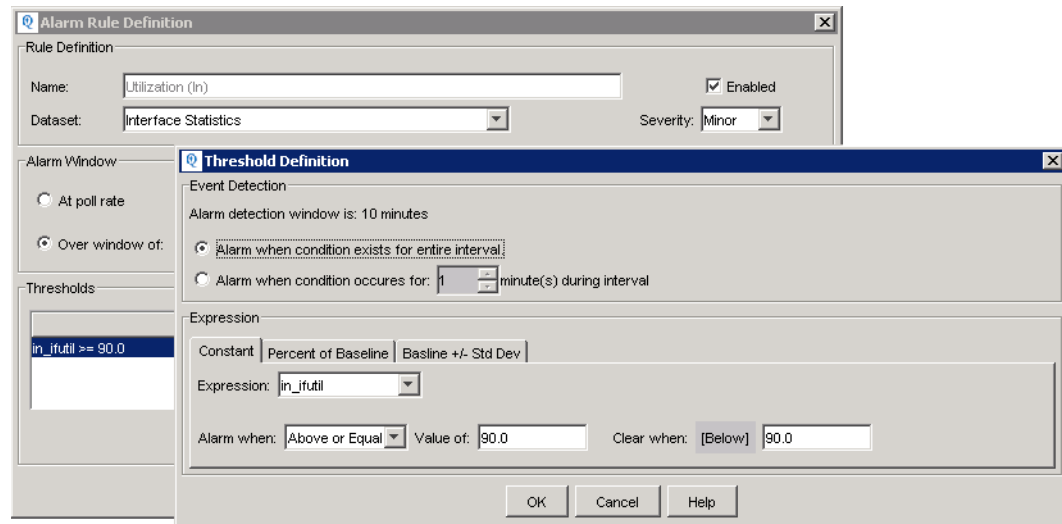 Alarm Rule Definition
Rule Definition
Name: Utilization (In) Enabled
Dataset: Interface Statistics Severity: Minor
Alarm Window
At poll rate
Over window of:
Thresholds
in_ifutil >= 90.0
Threshold Definition
Event Detection
Alarm detection window is: 10 minutes
Alarm when condition exists for entire interval.
Alarm when condition occures for: 1 minute(s) during interval
Expression
Constant Percent of Baseline Basline +/- Std Dev
Expression: in_ifutil
Alarm when: Above or Equal Value of: 90.0 Clear when: [Below] 90.0
OK Cancel Help